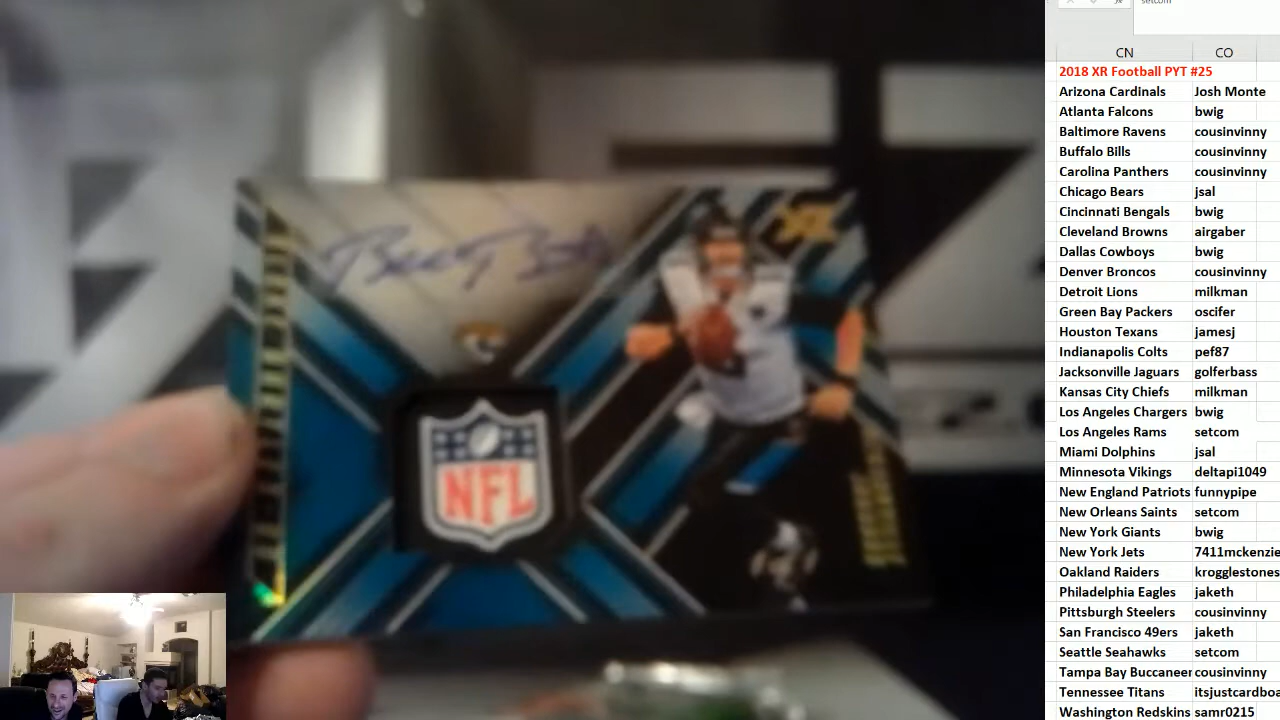 setcom
CN CO
2018 XR Football PYT #25
Arizona Cardinals Josh Monte
Atlanta Falcons bwig
Baltimore Ravens cousinvinny
Buffalo Bills cousinvinny
Carolina Panthers cousinvinny
Chicago Bears jsal
Cincinnati Bengals bwig
Cleveland Browns airgaber
Dallas Cowboys bwig
Denver Broncos cousinvinny
Detroit Lions milkman
Green Bay Packers oscifer
Houston Texans jamesj
Indianapolis Colts pef87
Jacksonville Jaguars golferbass
Kansas City Chiefs milkman
Los Angeles Chargers bwig
Los Angeles Rams setcom
Miami Dolphins jsal
Minnesota Vikings deltapi1049
New England Patriots funnypipe
New Orleans Saints setcom
New York Giants bwig
New York Jets 7411mckenzie
Oakland Raiders krogglestones
Philadelphia Eagles jaketh
Pittsburgh Steelers cousinvinny
San Francisco 49ers jaketh
Seattle Seahawks setcom
Tampa Bay Buccaneer cousinvinny
Tennessee Titans itsjustcardboa
Washington Redskins samr0215
XR
NFL